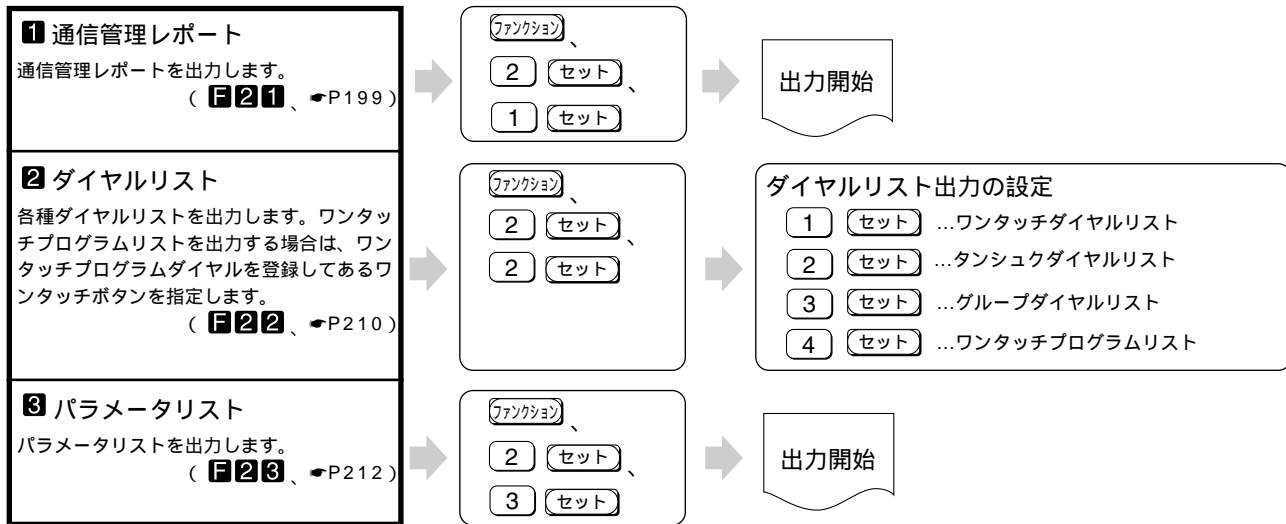 1 通信管理レポート
通信管理レポートを出力します。
( F21、☛P199)
ファンクション、
2 セット、
1 セット
出力開始
2 ダイヤルリスト
各種ダイヤルリストを出力します。ワンタッ
チプログラムリストを出力する場合は、ワン
タッチプログラムダイヤルを登録してあるワ
ンタッチボタンを指定します。
( F22、☛P210)
ファンクション、
2 セット、
2 セット
ダイヤルリスト出力の設定
1 セット …ワンタッチダイヤルリスト
2 セット …タンシュクダイヤルリスト
3 セット …グループダイヤルリスト
4 セット …ワンタッチプログラムリスト
3 パラメータリスト
パラメータリストを出力します。
( F23、☛P212)
ファンクション、
2 セット、
3 セット
出力開始